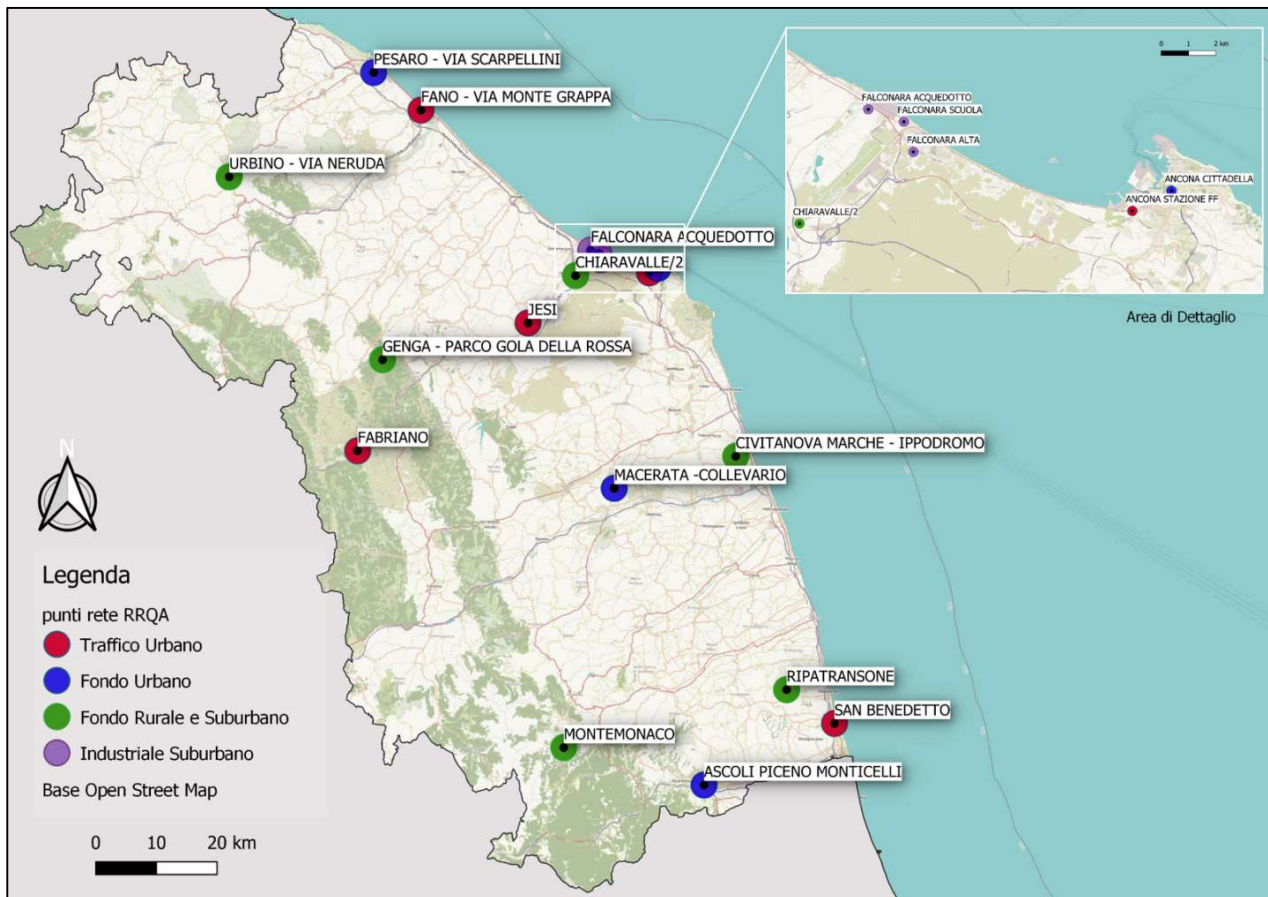 PESARO - VIA SCARPELLINI
FANO - VIA MONTE GRAPPA
URBINO - VIA NERUDA
FALCONARA ACQUEDOTTO
CHIARAVALLE/2
JESI
GENGA - PARCO GOLA DELLA ROSSA
FABRIANO
CIVITANOVA MARCHE - IPPODROMO
MACERATA -COLLEVARIO
RIPATRANSONE
SAN BENEDETTO
MONTEMONACO
ASCOLI PICENO MONTICELLI
0 1 2 km
FALCONARA ACQUEDOTTO
FALCONARA SCUOLA
FALCONARA ALTA
ANCONA CITTADELLA
ANCONA STAZIONE FF
CHIARAVALLE/2
Area di Dettaglio
N
Legenda
punti rete RRQA
Traffico Urbano
Fondo Urbano
Fondo Rurale e Suburbano
Industriale Suburbano
Base Open Street Map
0 10 20 km